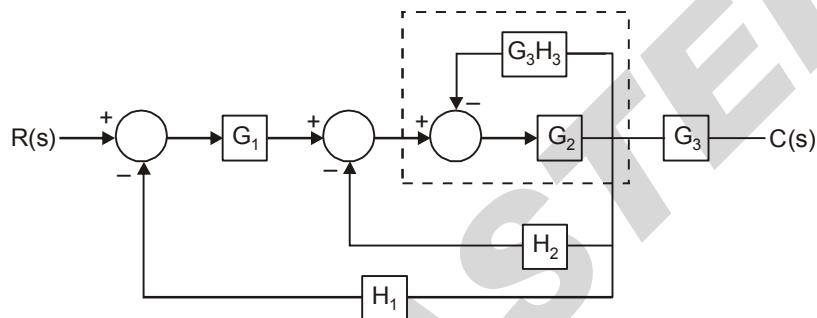 G₃H₃
R(s) + − G₁ + − + − G₂ G₃ C(s)
H₂
H₁